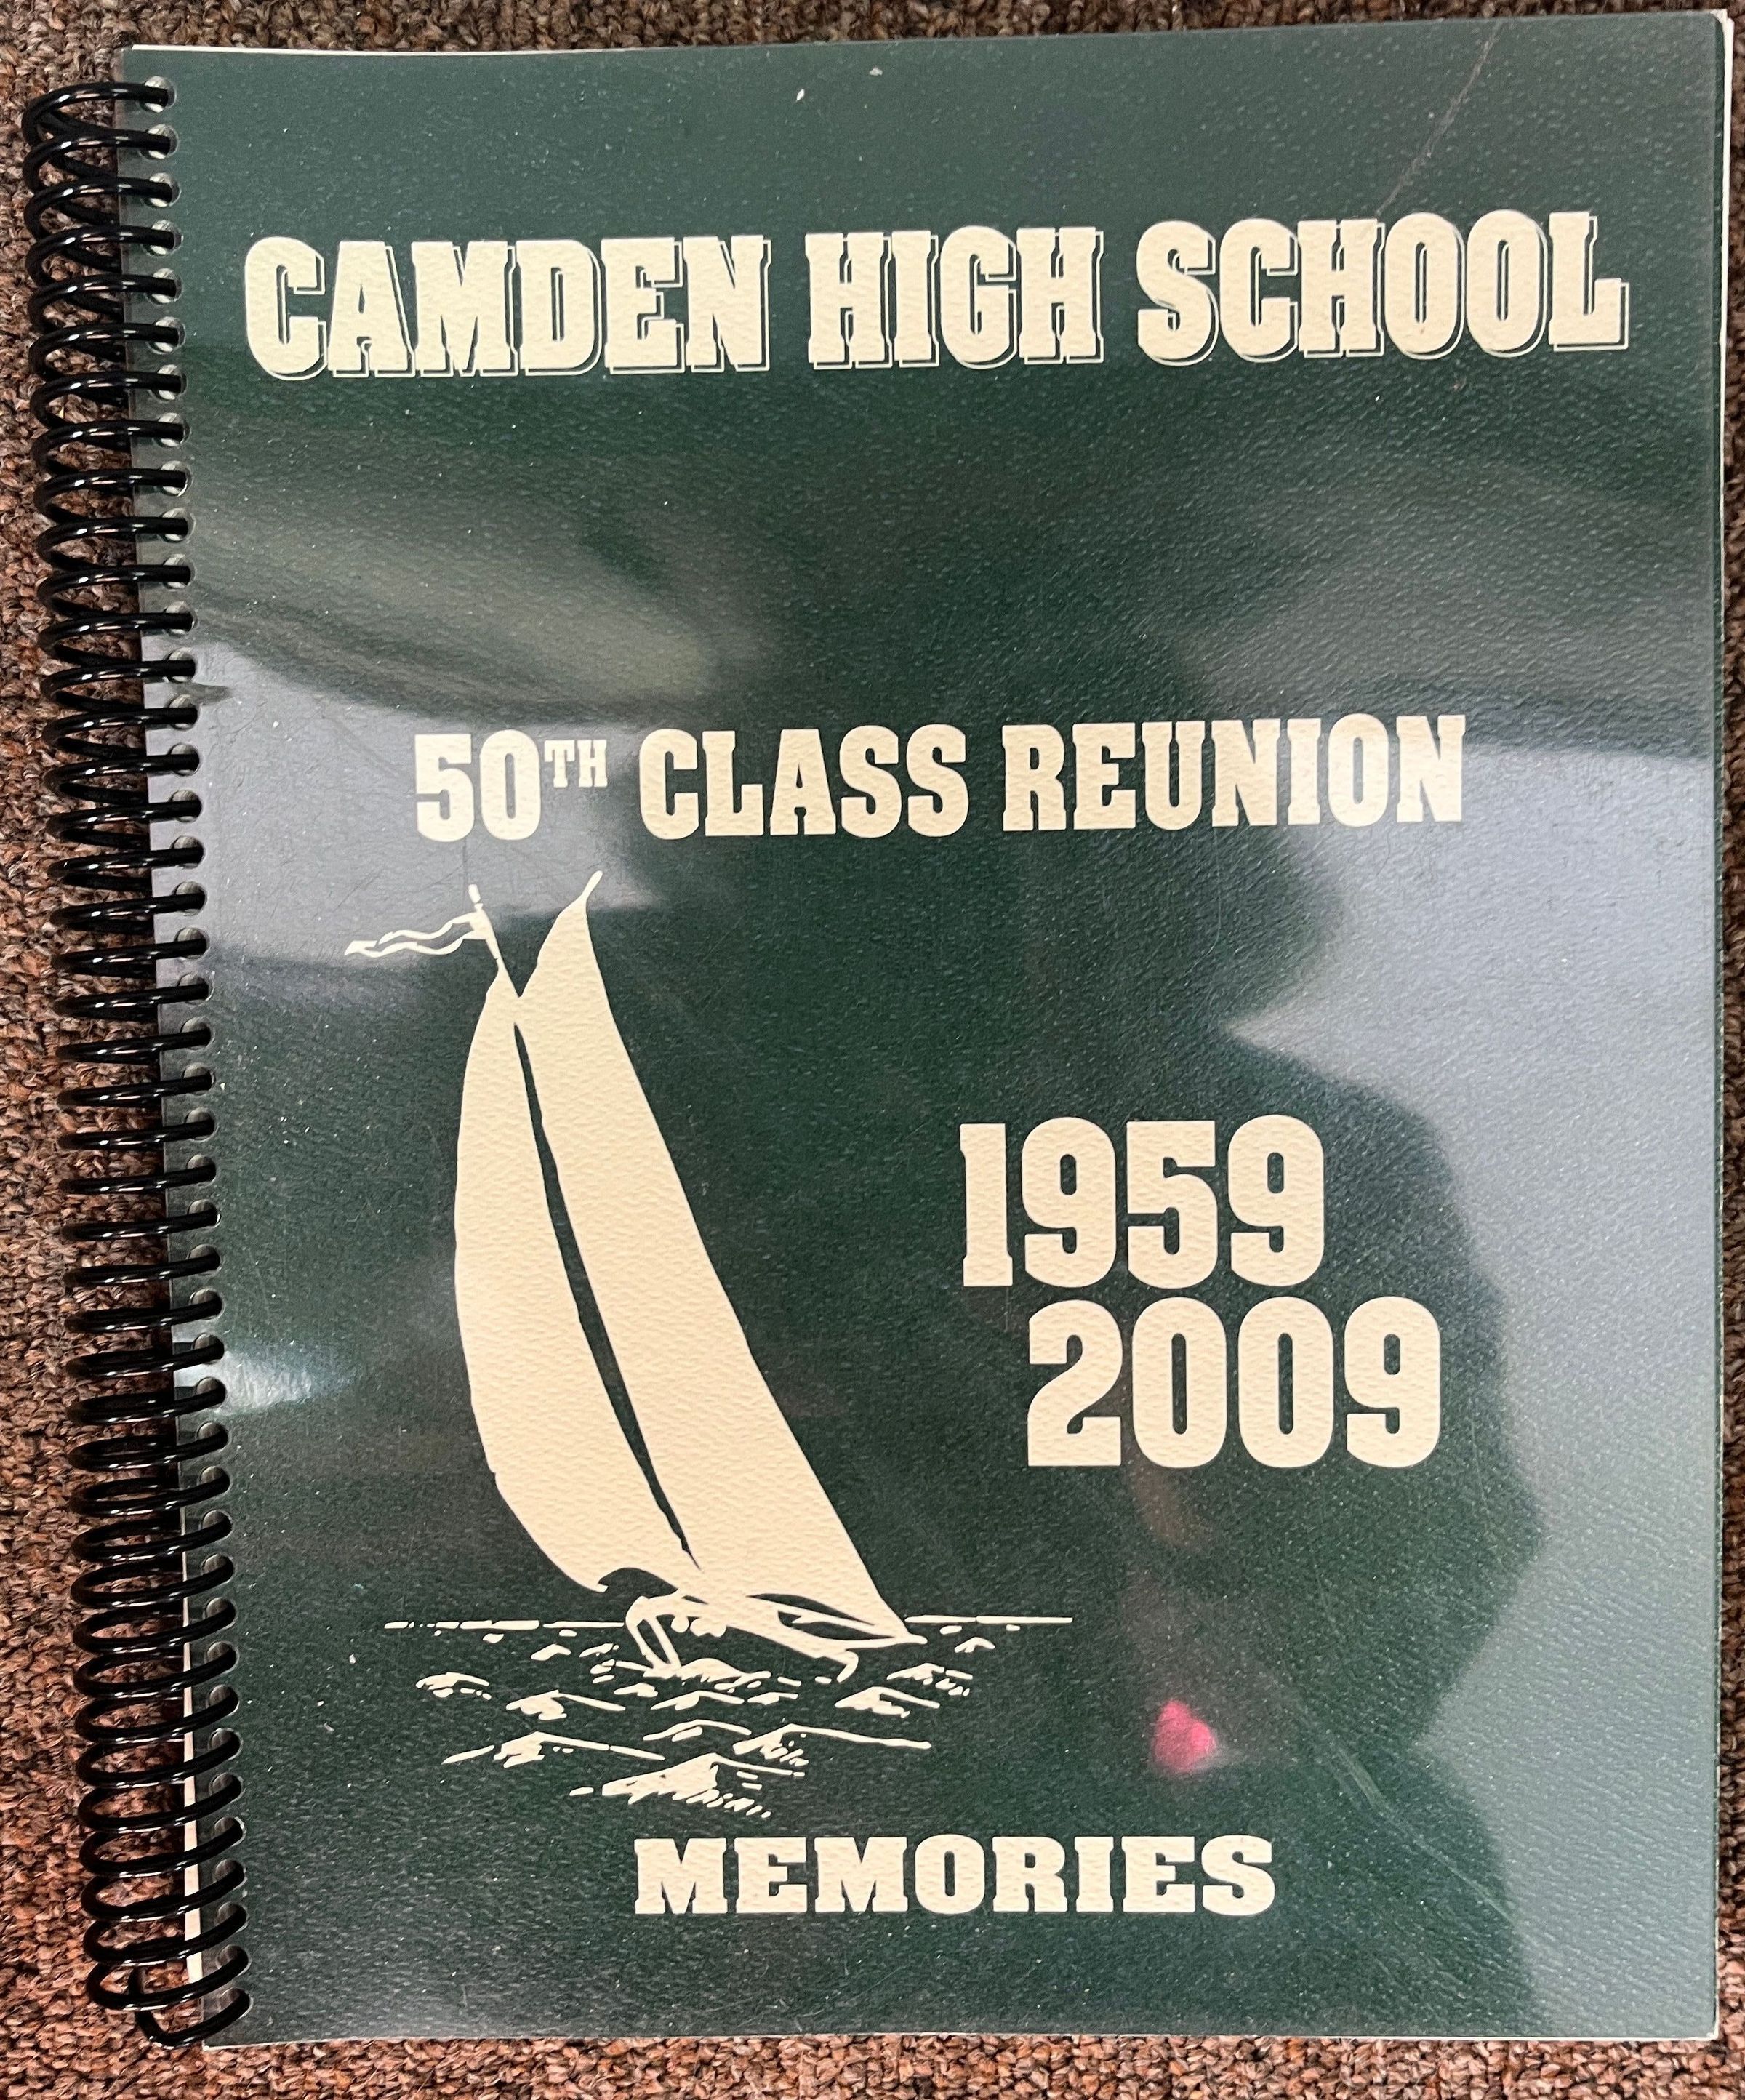 CAMDEN HIGH SCHOOL
50TH CLASS REUNION
1959
2009
MEMORIES